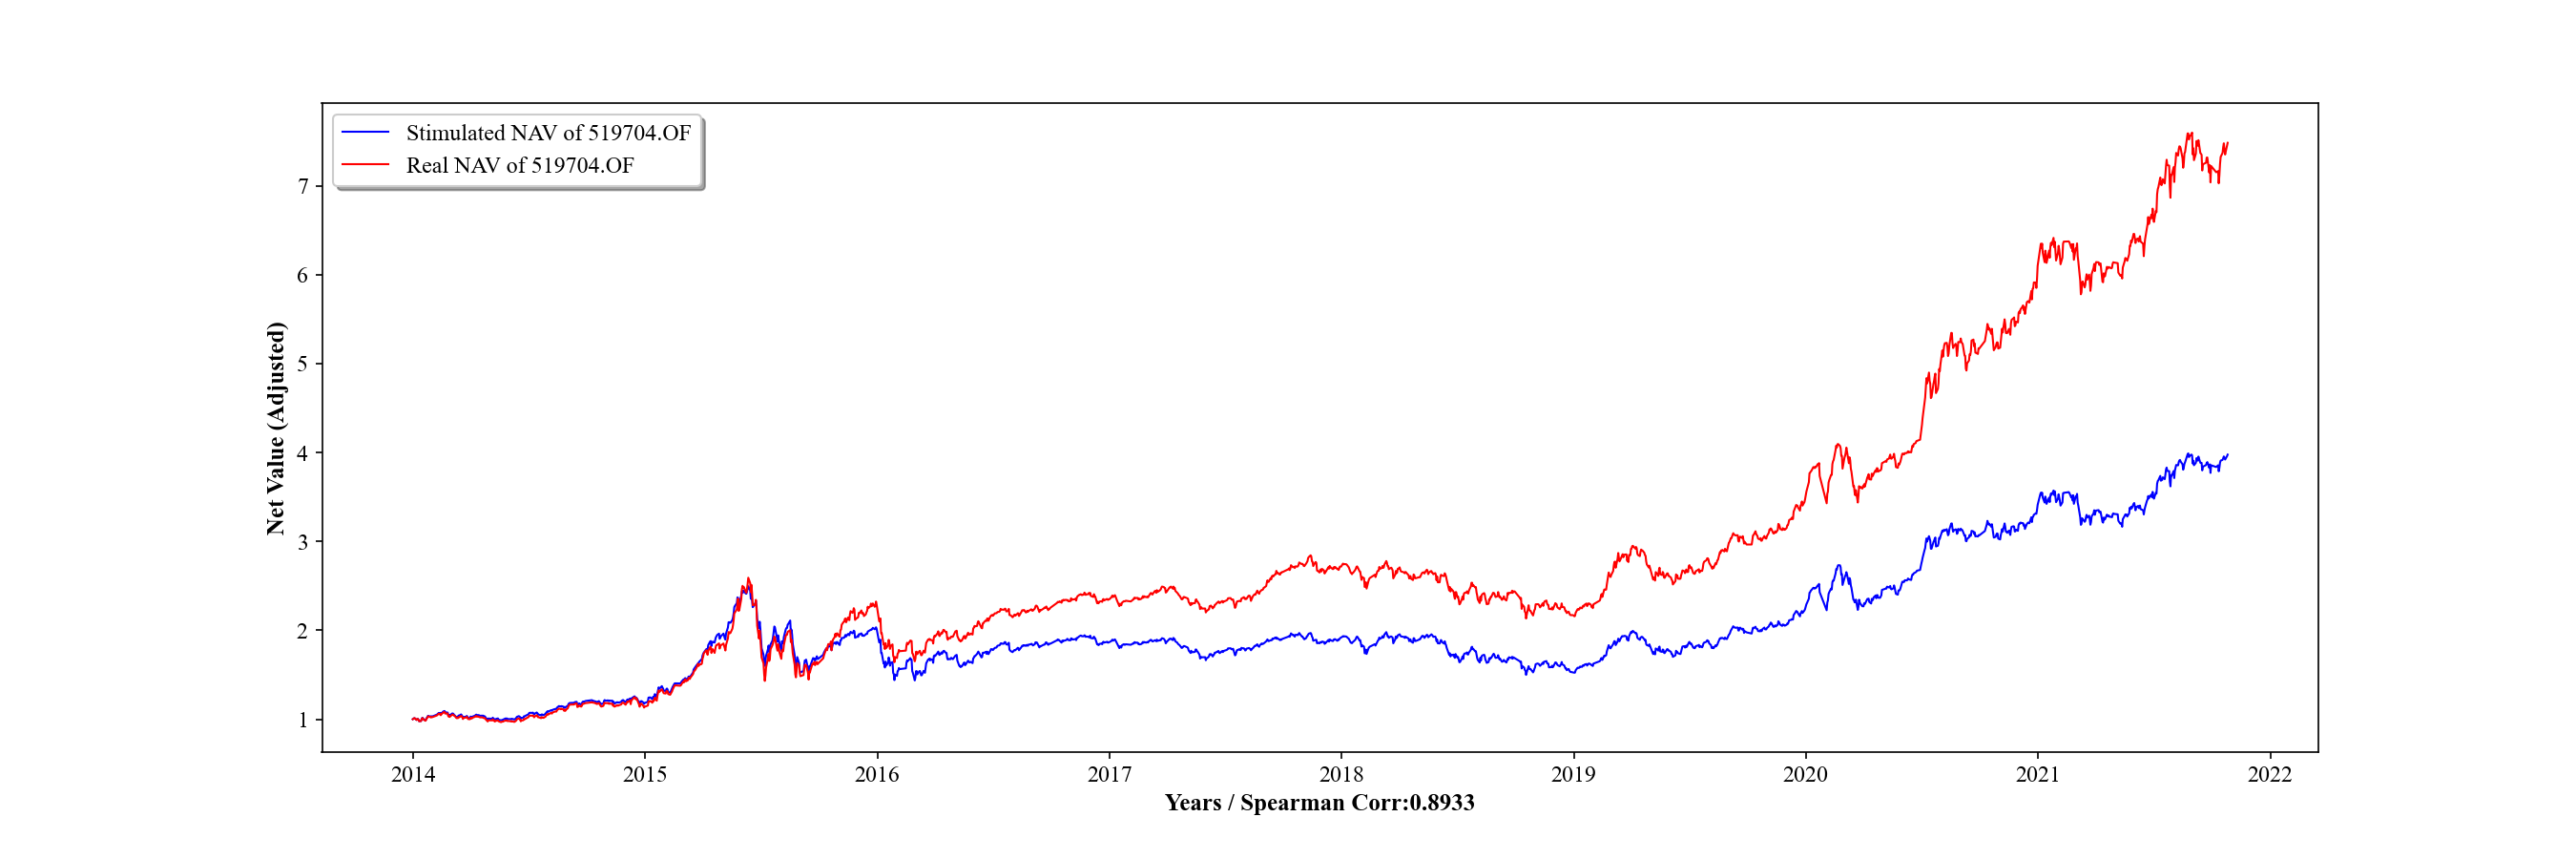 Stimulated NAV of 519704.OF
Real NAV of 519704.OF
7
6
5
4
3
2
1
Net Value (Adjusted)
2014 2015 2016 2017 2018 2019 2020 2021 2022
Years / Spearman Corr:0.8933